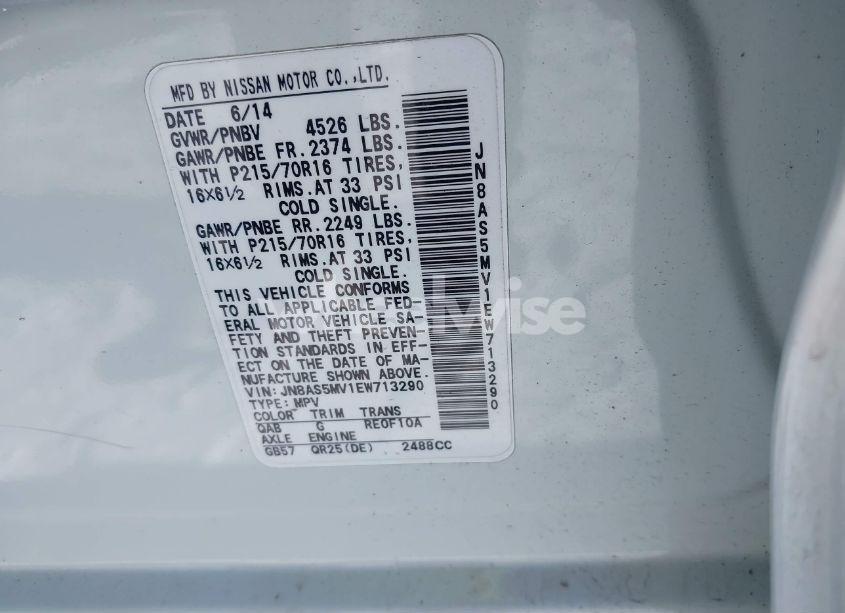 MFD BY NISSAN MOTOR CO.,LTD.
DATE 6/14
GVWR/PNBV 4526 LBS.
GAWR/PNBE FR. 2374 LBS.
WITH P215/70R16 TIRES,
16X6½ RIMS.AT 33 PSI
COLD SINGLE.
GAWR/PNBE RR. 2249 LBS.
WITH P215/70R16 TIRES,
16X6½ RIMS.AT 33 PSI
COLD SINGLE.
THIS VEHICLE CONFORMS
TO ALL APPLICABLE FED-
ERAL MOTOR VEHICLE SA-
FETY AND THEFT PREVEN-
TION STANDARDS IN EFF-
ECT ON THE DATE OF MA-
NUFACTURE SHOWN ABOVE.
VIN: JN8AS5MV1EW713290
TYPE: MPV
COLOR TRIM TRANS
QAB G RE0F10A
AXLE ENGINE
GB57 QR25(DE) 2488CC
JN8AS5MV1EW713290